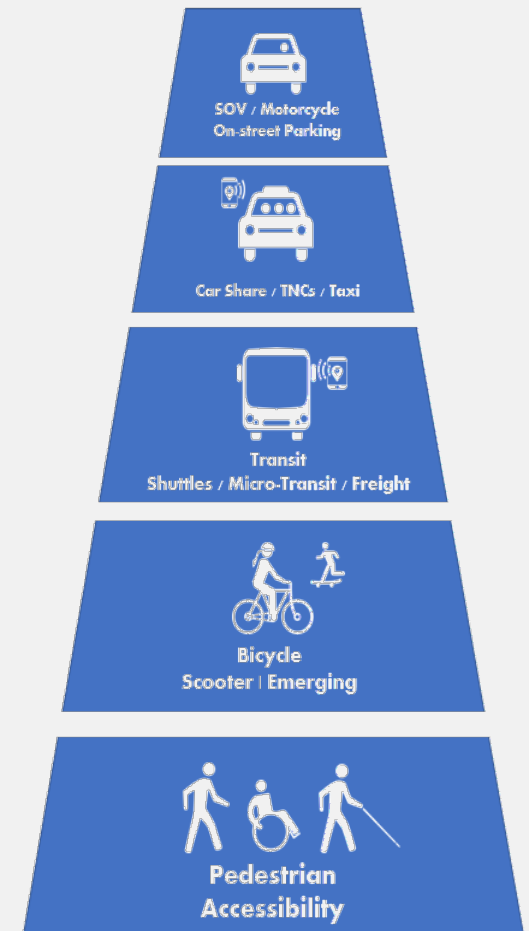 SOV / Motorcycle
On-street Parking
Car Share / TNCs / Taxi
Transit
Shuttles / Micro-Transit / Freight
Bicycle
Scooter | Emerging
Pedestrian
Accessibility